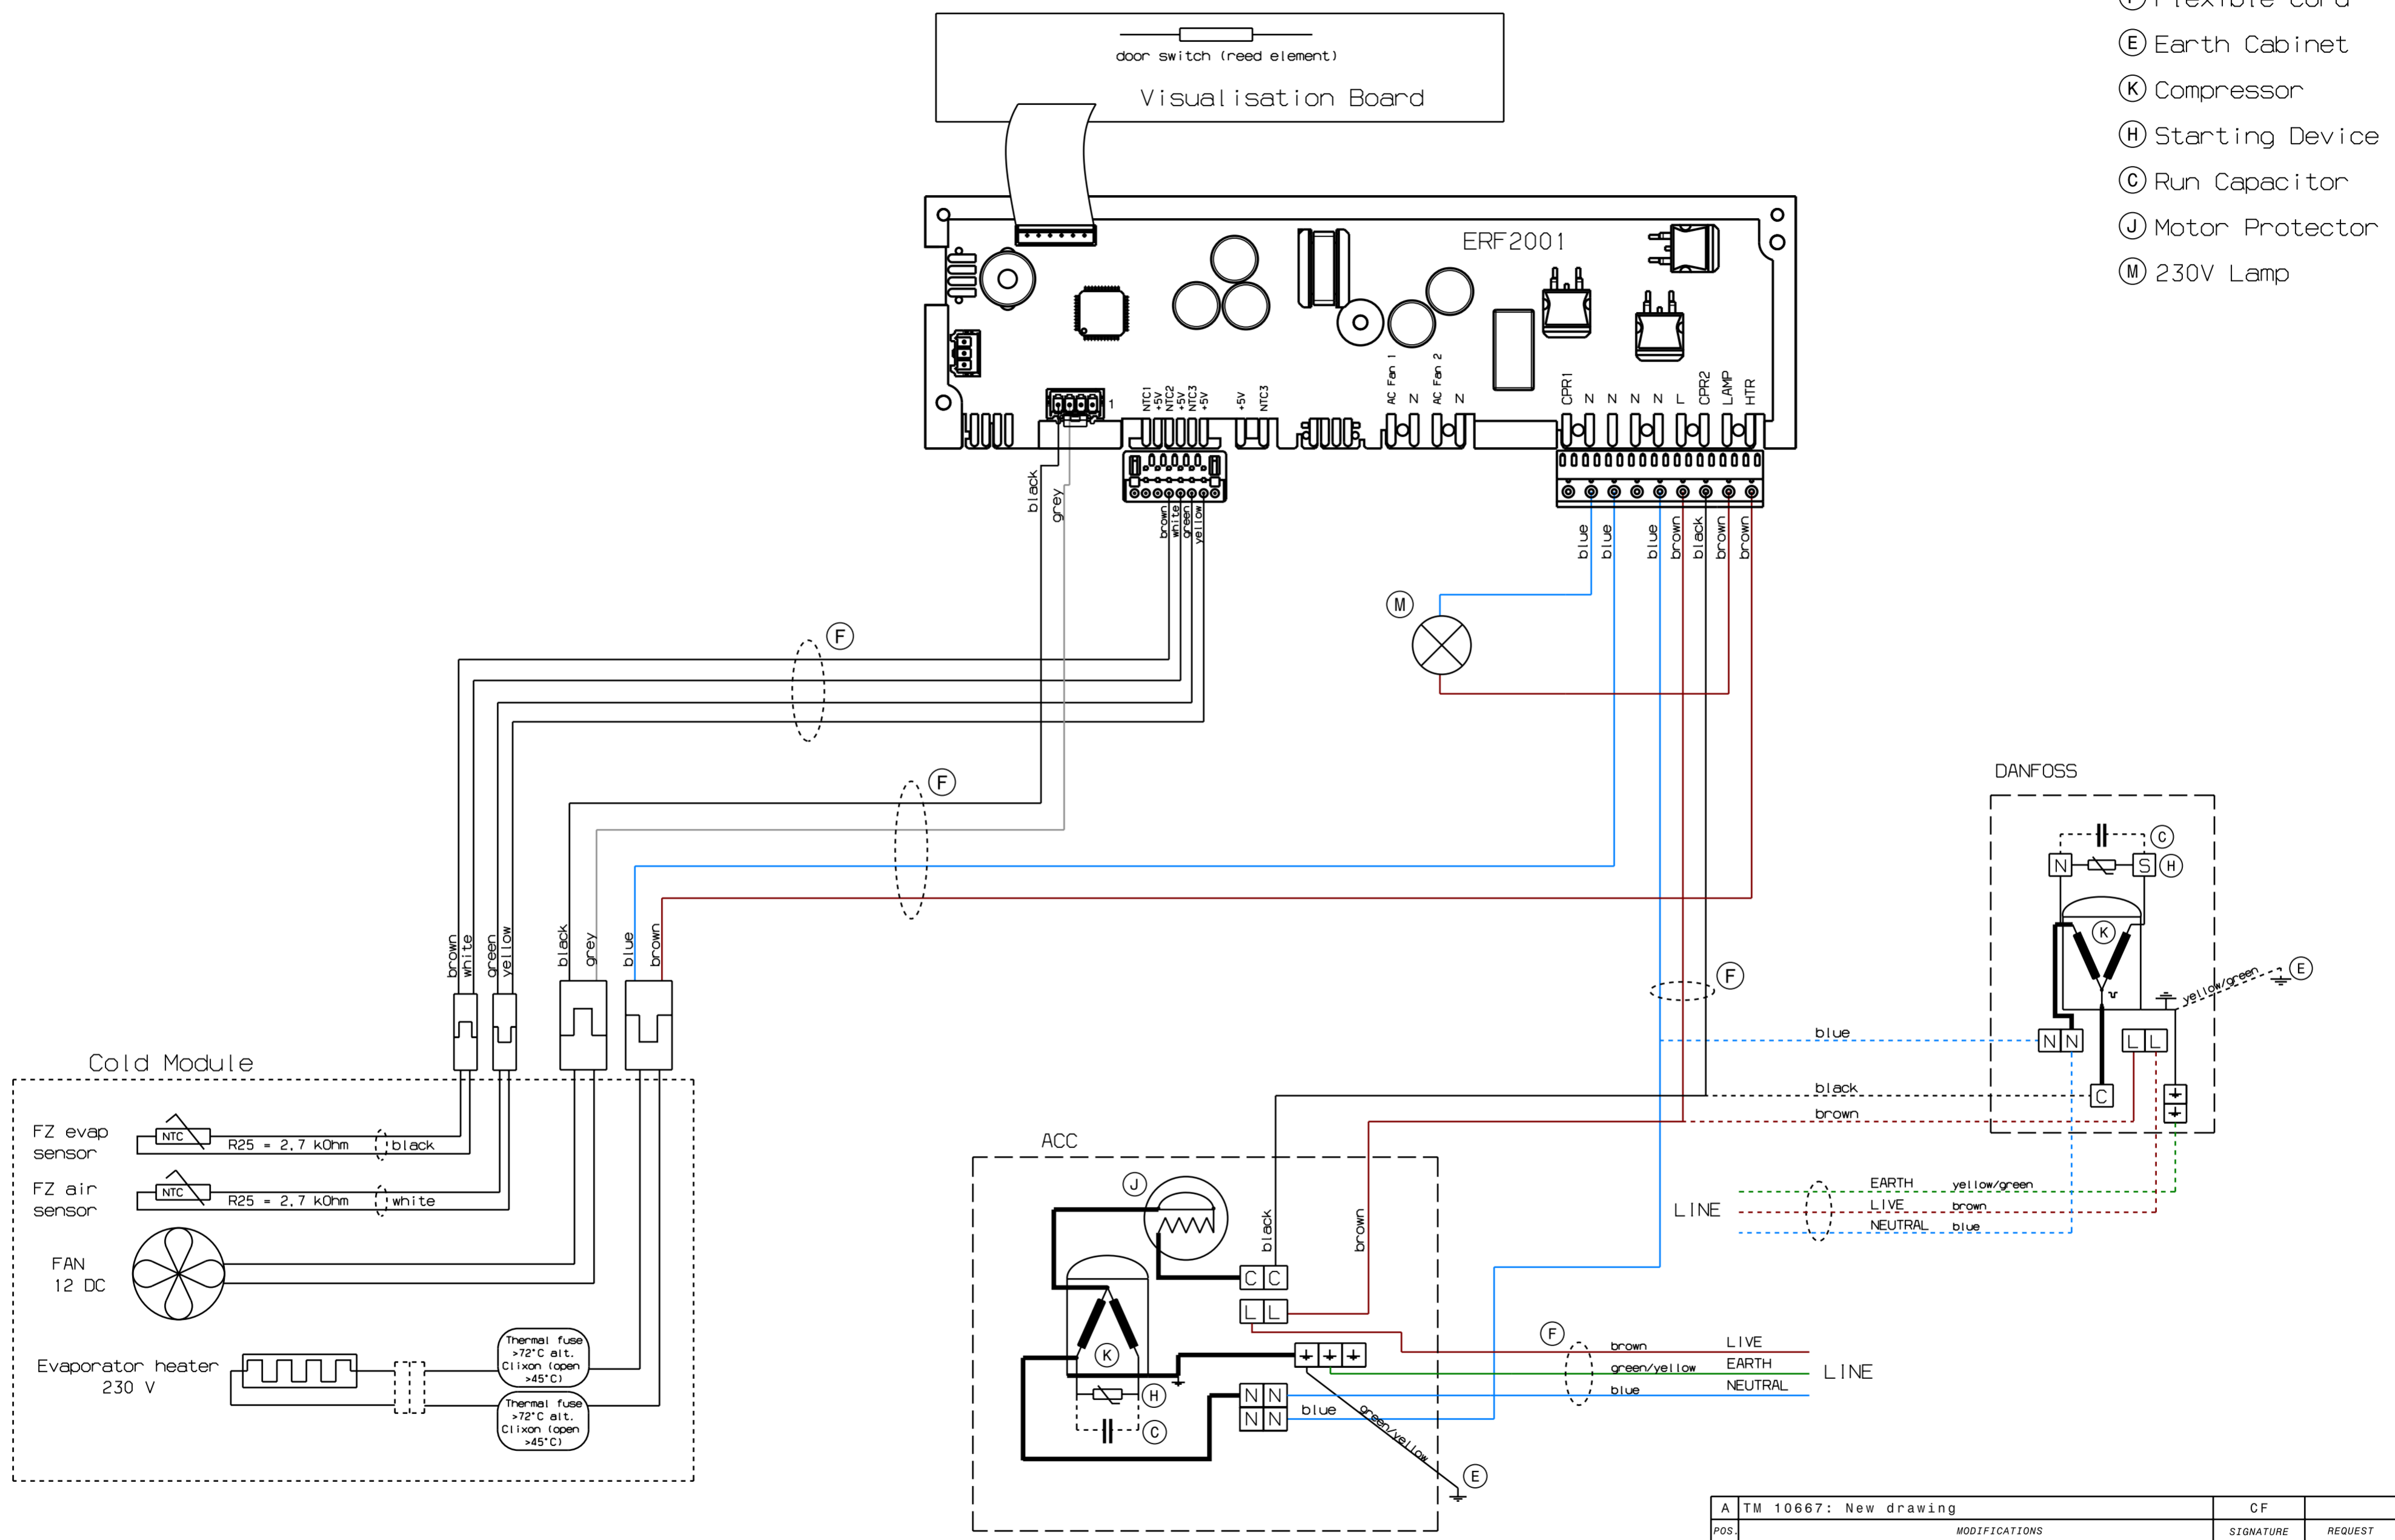 Flexible Cord
E Earth Cabinet
K Compressor
H Starting Device
C Run Capacitor
J Motor Protector
M 230V Lamp
door switch (reed element)
Visualisation Board
ERF2001
1
NTC1
+5V
NTC2
+5V
NTC3
+5V
+5V
NTC3
AC Fan 1
N
AC Fan 2
N
CPR1
N
N
N
N
L
CPR2
LAMP
HTR
black
grey
brown
white
green
yellow
blue
blue
blue
brown
black
brown
brown
M
F
F
F
DANFOSS
C
N
S
H
K
yellow/green
E
N N
L L
C
blue
black
brown
LINE
EARTH yellow/green
LIVE brown
NEUTRAL blue
brown
white
green
yellow
black
grey
blue
brown
Cold Module
FZ evap
sensor
NTC
R25 = 2,7 kOhm
black
FZ air
sensor
NTC
R25 = 2,7 kOhm
white
FAN
12 DC
Evaporator heater
230 V
Thermal fuse
>72°C alt.
Clixon (open
>45°C)
Thermal fuse
>72°C alt.
Clixon (open
>45°C)
ACC
J
black
brown
C C
L L
K
H
C
N N
N N
blue
green/yellow
E
F
brown LIVE
green/yellow EARTH
blue NEUTRAL
LINE
A TM 10667: New drawing CF
POS. MODIFICATIONS SIGNATURE REQUEST